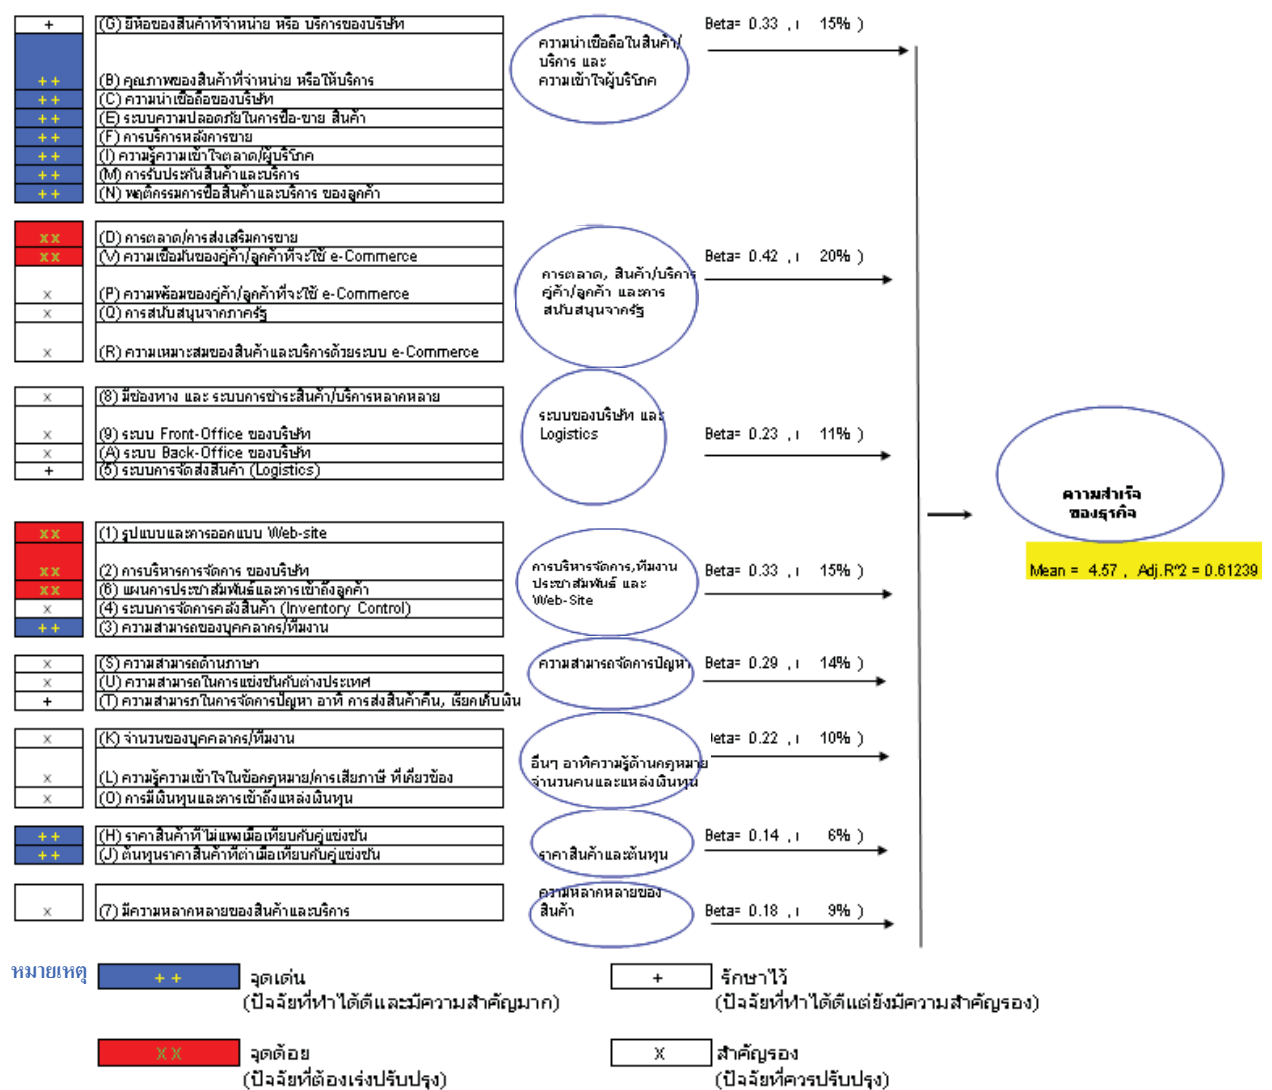 + (G) ยี่ห้อของสินค้าที่จำหน่าย หรือ บริการของบริษัท
++ (B) คุณภาพของสินค้าที่จำหน่าย หรือให้บริการ
++ (C) ความน่าเชื่อถือของบริษัท
++ (E) ระบบความปลอดภัยในการซื้อ-ขาย สินค้า
++ (F) การบริการหลังการขาย
++ (I) ความรู้ความเข้าใจตลาด/ผู้บริโภค
++ (M) การรับประกันสินค้าและบริการ
++ (N) พฤติกรรมการซื้อสินค้าและบริการ ของลูกค้า
ความน่าเชื่อถือในสินค้า/
บริการ และ
ความเข้าใจผู้บริโภค
Beta= 0.33 , 15% )
xx (D) การตลาด/การส่งเสริมการขาย
xx (V) ความเชื่อมั่นของคู่ค้า/ลูกค้าที่จะใช้ e-Commerce
x (P) ความพร้อมของคู่ค้า/ลูกค้าที่จะใช้ e-Commerce
x (Q) การสนับสนุนจากภาครัฐ
x (R) ความเหมาะสมของสินค้าและบริการด้วยระบบ e-Commerce
การตลาด, สินค้า/บริการ
คู่ค้า/ลูกค้า และการ
สนับสนุนจากรัฐ
Beta= 0.42 , 20% )
x (8) มีช่องทาง และ ระบบการชำระสินค้า/บริการหลากหลาย
x (9) ระบบ Front-Office ของบริษัท
x (A) ระบบ Back-Office ของบริษัท
+ (5) ระบบการจัดส่งสินค้า (Logistics)
ระบบของบริษัท และ
Logistics
Beta= 0.23 , 11% )
xx (1) รูปแบบและการออกแบบ Web-site
xx (2) การบริหารการจัดการ ของบริษัท
xx (6) แผนการประชาสัมพันธ์และการเข้าถึงลูกค้า
x (4) ระบบการจัดการคลังสินค้า (Inventory Control)
++ (3) ความสามารถของบุคคลากร/ทีมงาน
การบริหารจัดการ,ทีมงาน
ประชาสัมพันธ์ และ
Web-Site
Beta= 0.33 , 15% )
x (S) ความสามารถด้านภาษา
x (U) ความสามารถในการแข่งขันกับต่างประเทศ
+ (T) ความสามารถในการจัดการปัญหา อาทิ การส่งสินค้าคืน, เรียกเก็บเงิน
ความสามารถจัดการปัญหา
Beta= 0.29 , 14% )
x (K) จำนวนของบุคคลากร/ทีมงาน
x (L) ความรู้ความเข้าใจในข้อกฎหมาย/การเสียภาษี ที่เกี่ยวข้อง
x (O) การมีเงินทุนและการเข้าถึงแหล่งเงินทุน
อื่นๆ อาทิความรู้ด้านกฎหมาย
จำนวนคนและแหล่งเงินทุน
eta= 0.22 , 10% )
++ (H) ราคาสินค้าที่ไม่แพงเมื่อเทียบกับคู่แข่งขัน
++ (J) ต้นทุนราคาสินค้าที่ต่ำเมื่อเทียบกับคู่แข่งขัน
ราคาสินค้าและต้นทุน
Beta= 0.14 , 6% )
x (7) มีความหลากหลายของสินค้าและบริการ
ความหลากหลายของ
สินค้า
Beta= 0.18 , 9% )
ความสำเร็จ
ของธุรกิจ
Mean = 4.57 , Adj.R^2 = 0.61239
หมายเหตุ
++ จุดเด่น
(ปัจจัยที่ทำได้ดีและมีความสำคัญมาก)
+ รักษาไว้
(ปัจจัยที่ทำได้ดีแต่ยังมีความสำคัญรอง)
XX จุดด้อย
(ปัจจัยที่ต้องเร่งปรับปรุง)
X สำคัญรอง
(ปัจจัยที่ควรปรับปรุง)